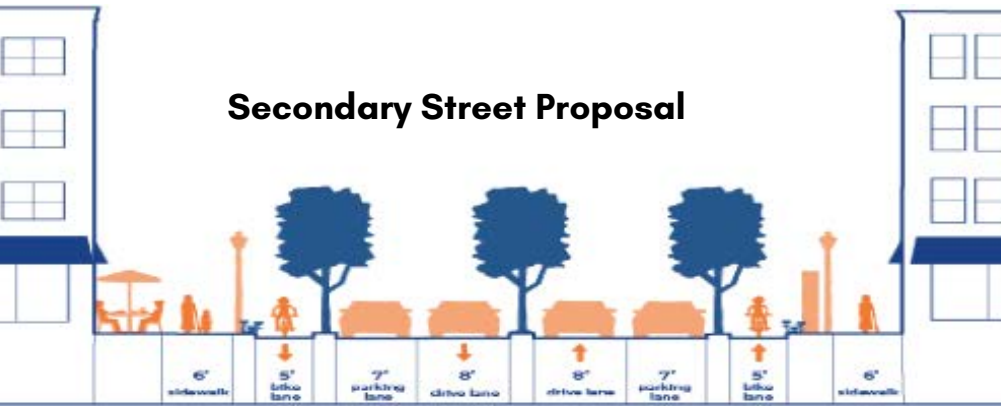 Secondary Street Proposal
6'
sidewalk
5'
bike
lane
7'
parking
lane
8'
drive lane
8'
drive lane
7'
parking
lane
5'
bike
lane
6'
sidewalk